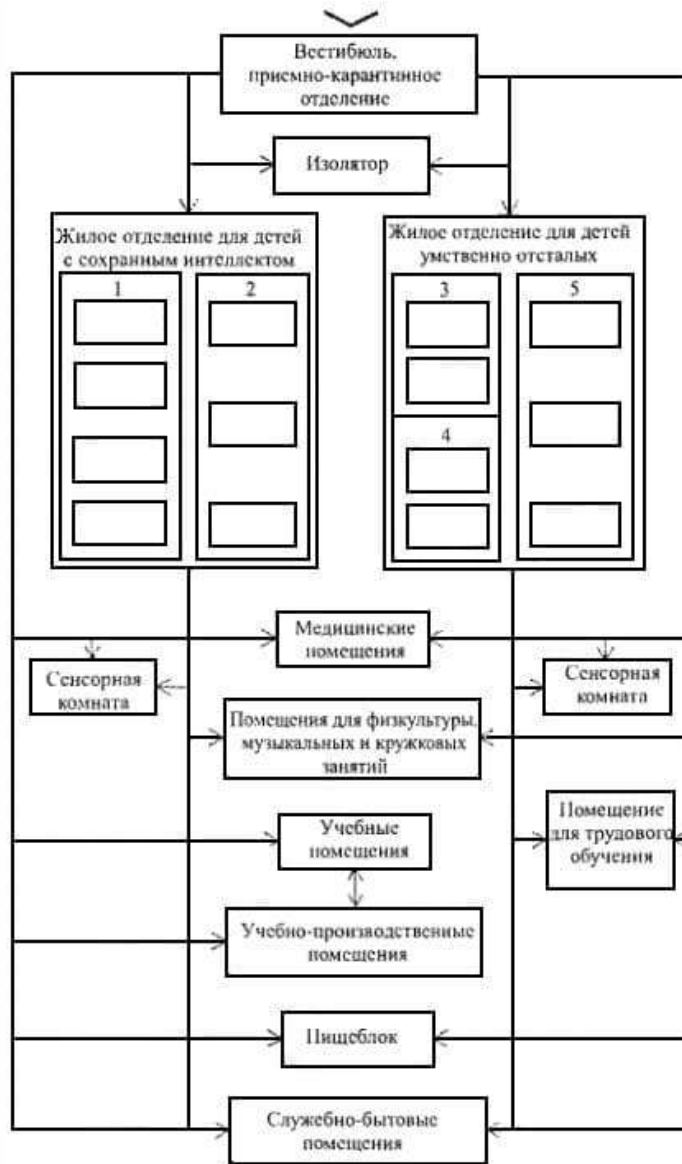 Вестибюль,
приемно-карантинное
отделение
Изолятор
Жилое отделение для детей
с сохранным интеллектом
1
2
Жилое отделение для детей
умственно отсталых
3
5
4
Медицинские
помещения
Сенсорная
комната
Сенсорная
комната
Помещения для физкультуры,
музыкальных и кружковых
занятий
Помещение
для трудового
обучения
Учебные
помещения
Учебно-производственные
помещения
Пищеблок
Служебно-бытовые
помещения